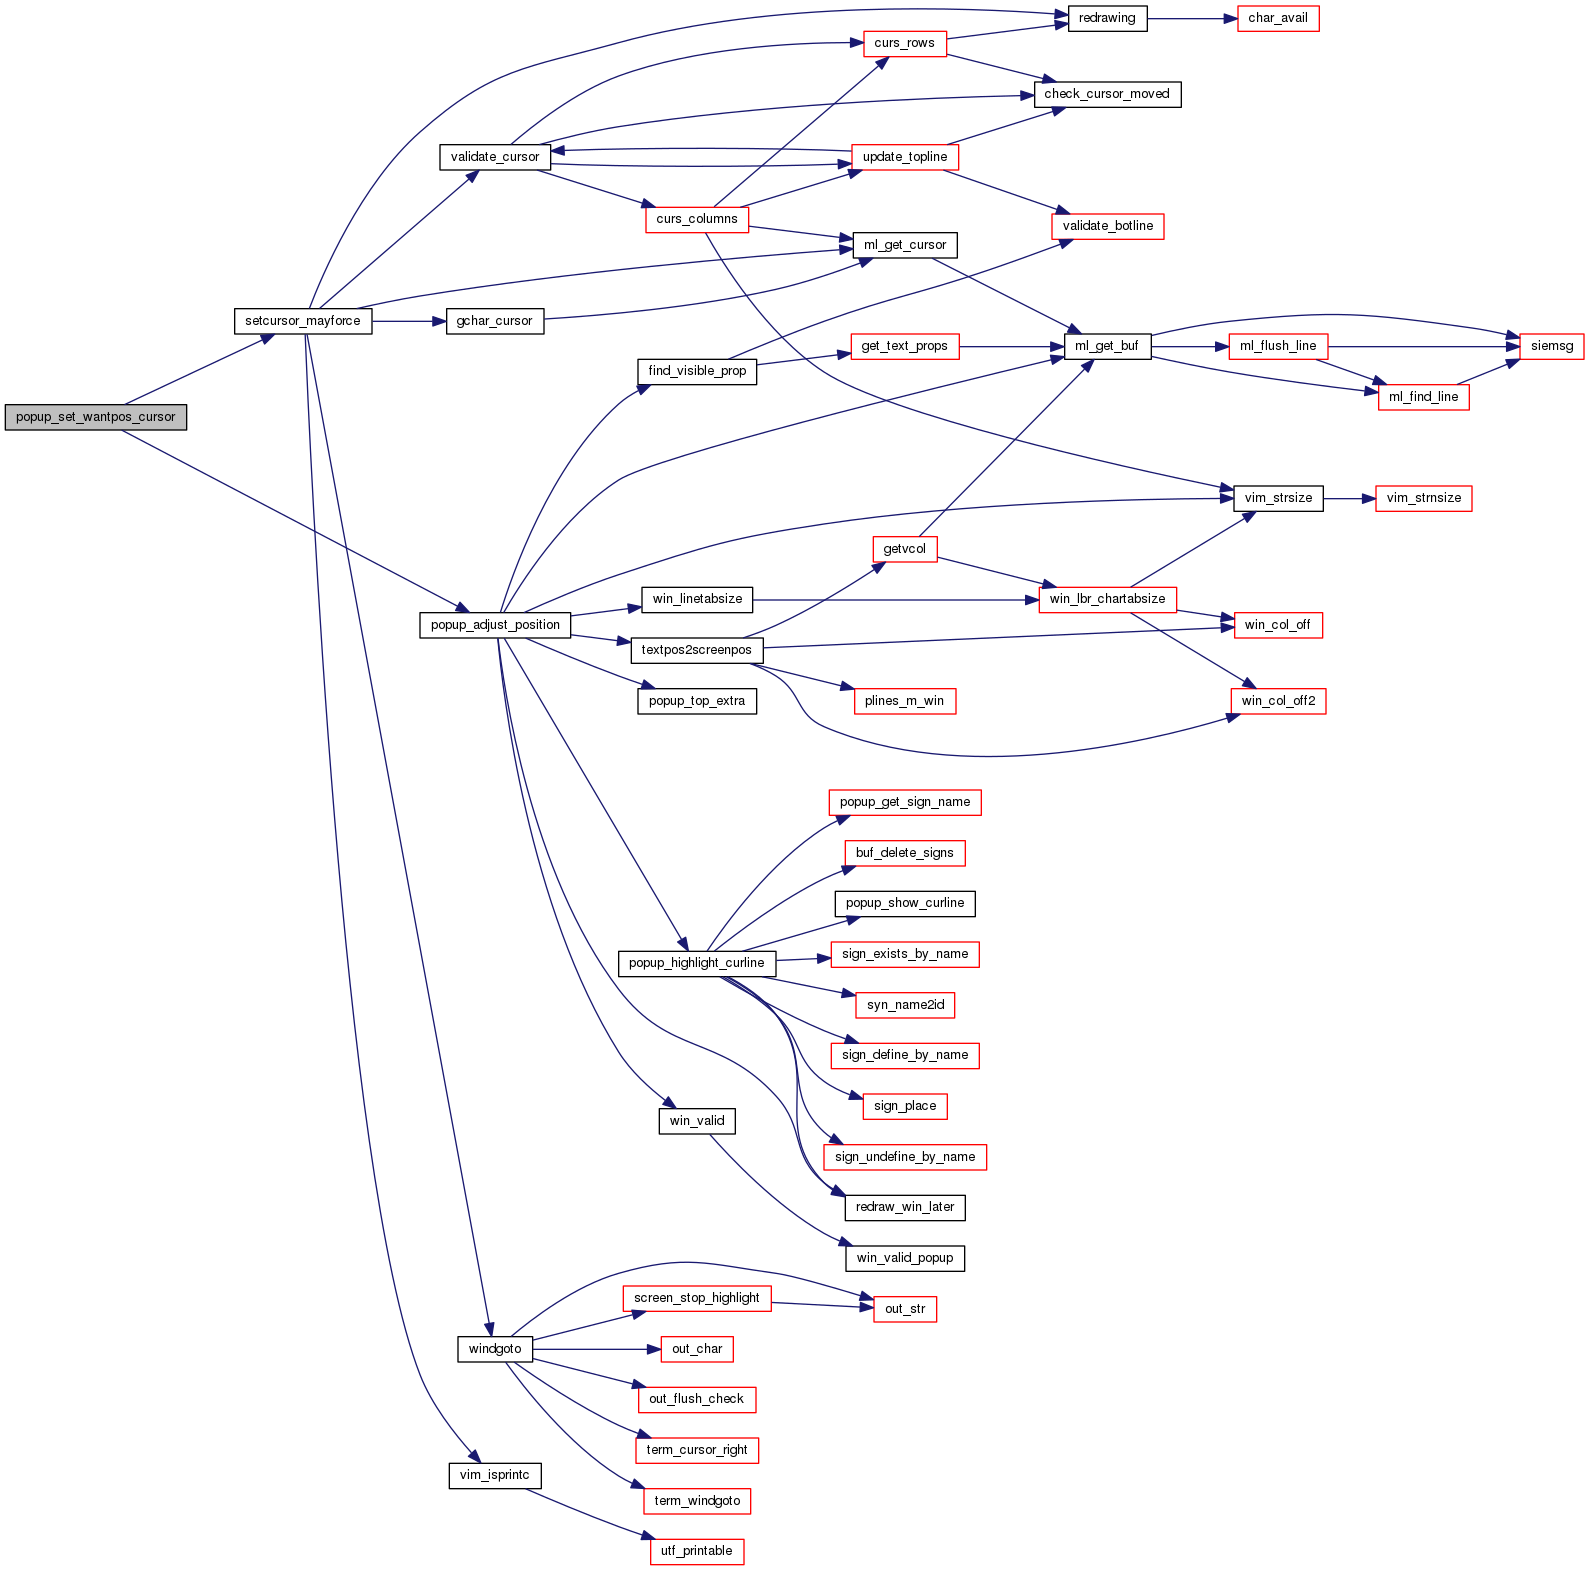 redrawing
char_avail
curs_rows
check_cursor_moved
validate_cursor
update_topline
curs_columns
validate_botline
ml_get_cursor
setcursor_mayforce
gchar_cursor
get_text_props
ml_get_buf
ml_flush_line
siemsg
find_visible_prop
ml_find_line
popup_set_wantpos_cursor
vim_strsize
vim_strnsize
getvcol
win_linetabsize
win_lbr_chartabsize
popup_adjust_position
win_col_off
textpos2screenpos
popup_top_extra
plines_m_win
win_col_off2
popup_get_sign_name
buf_delete_signs
popup_show_curline
sign_exists_by_name
popup_highlight_curline
syn_name2id
sign_define_by_name
sign_place
win_valid
sign_undefine_by_name
redraw_win_later
win_valid_popup
screen_stop_highlight
out_str
windgoto
out_char
out_flush_check
term_cursor_right
vim_isprintc
term_windgoto
utf_printable